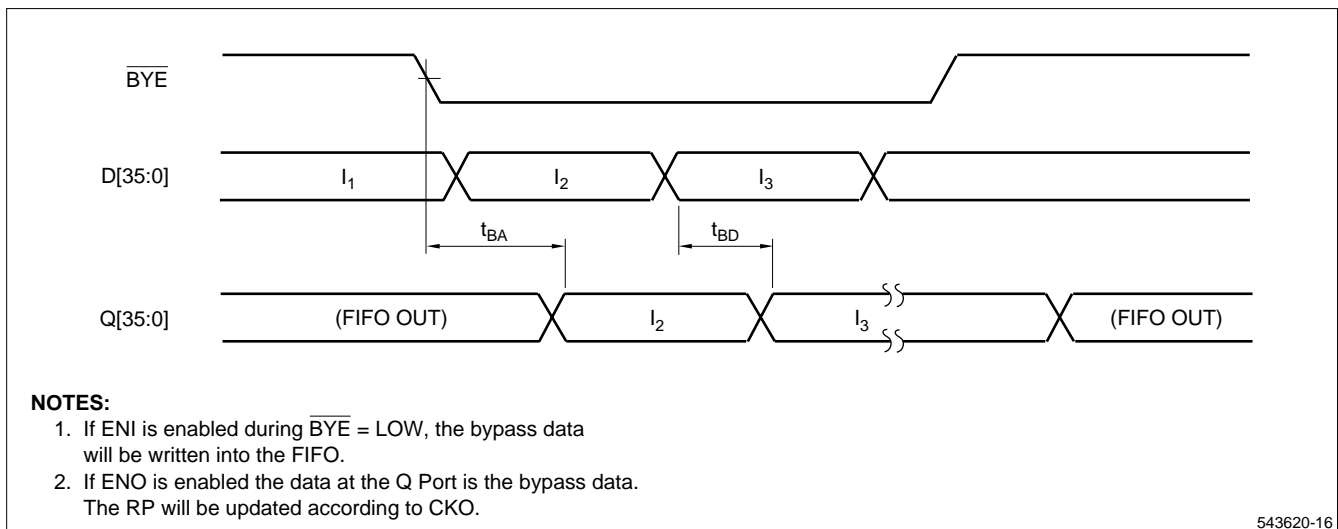 BYE
D[35:0]
I1
I2
I3
tBA
tBD
Q[35:0]
(FIFO OUT)
I2
I3
(FIFO OUT)
NOTES:
1. If ENI is enabled during BYE = LOW, the bypass data
will be written into the FIFO.
2. If ENO is enabled the data at the Q Port is the bypass data.
The RP will be updated according to CKO.
543620-16